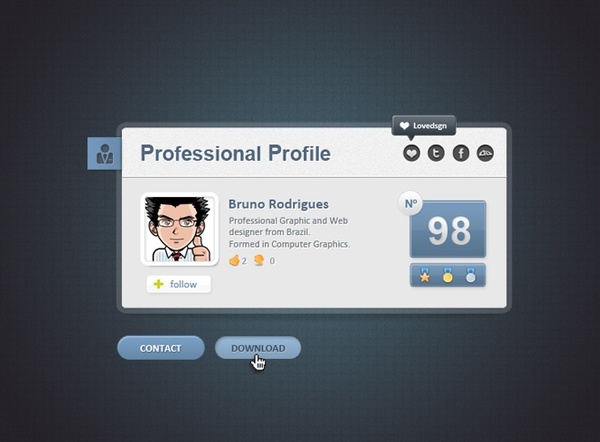 Lovedsgn
Professional Profile
Bruno Rodrigues
Professional Graphic and Web
designer from Brazil.
Formed in Computer Graphics.
2 0
follow
Nº
98
CONTACT
DOWNLOAD